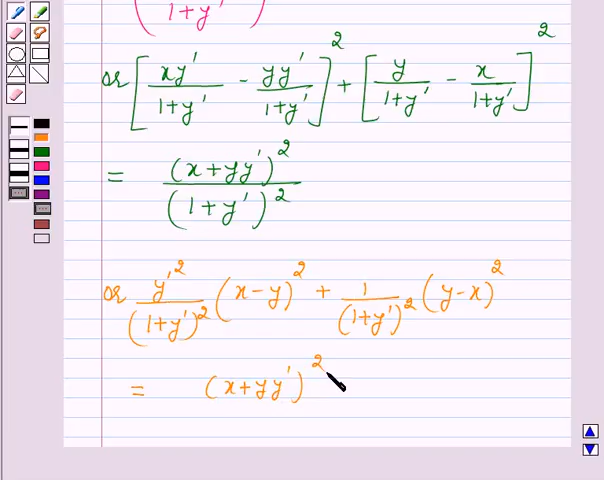 1+y′ )
or [ xy′/(1+y′) - yy′/(1+y′) ]² + [ y/(1+y′) - x/(1+y′) ]²
= (x+yy′)²/(1+y′)²
or y′²/(1+y′)² (x-y)² + 1/(1+y′)² (y-x)²
= (x+yy′)²